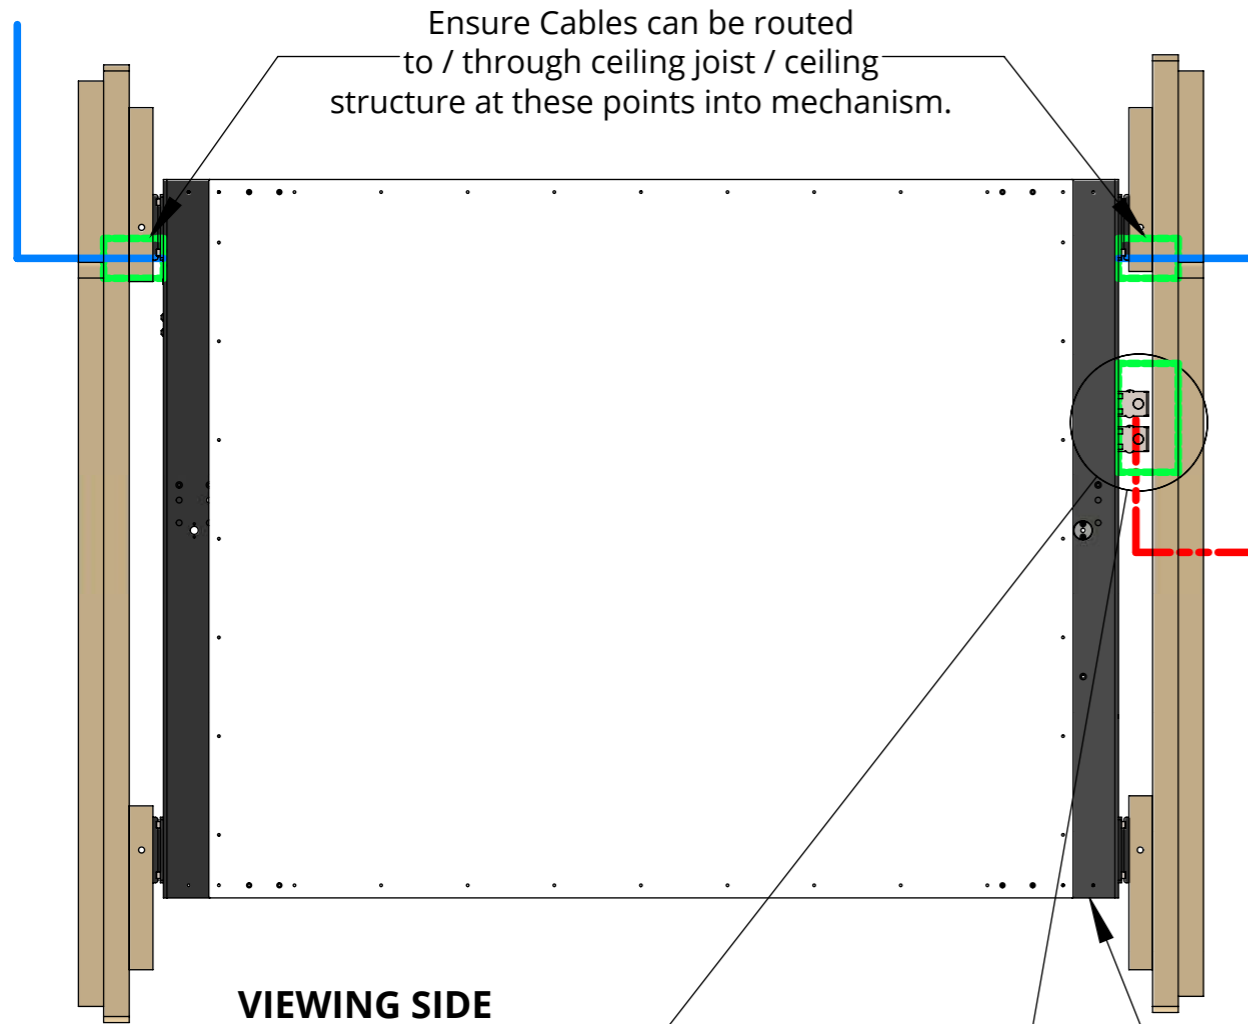 Ensure Cables can be routed
to / through ceiling joist / ceiling
structure at these points into mechanism.
VIEWING SIDE